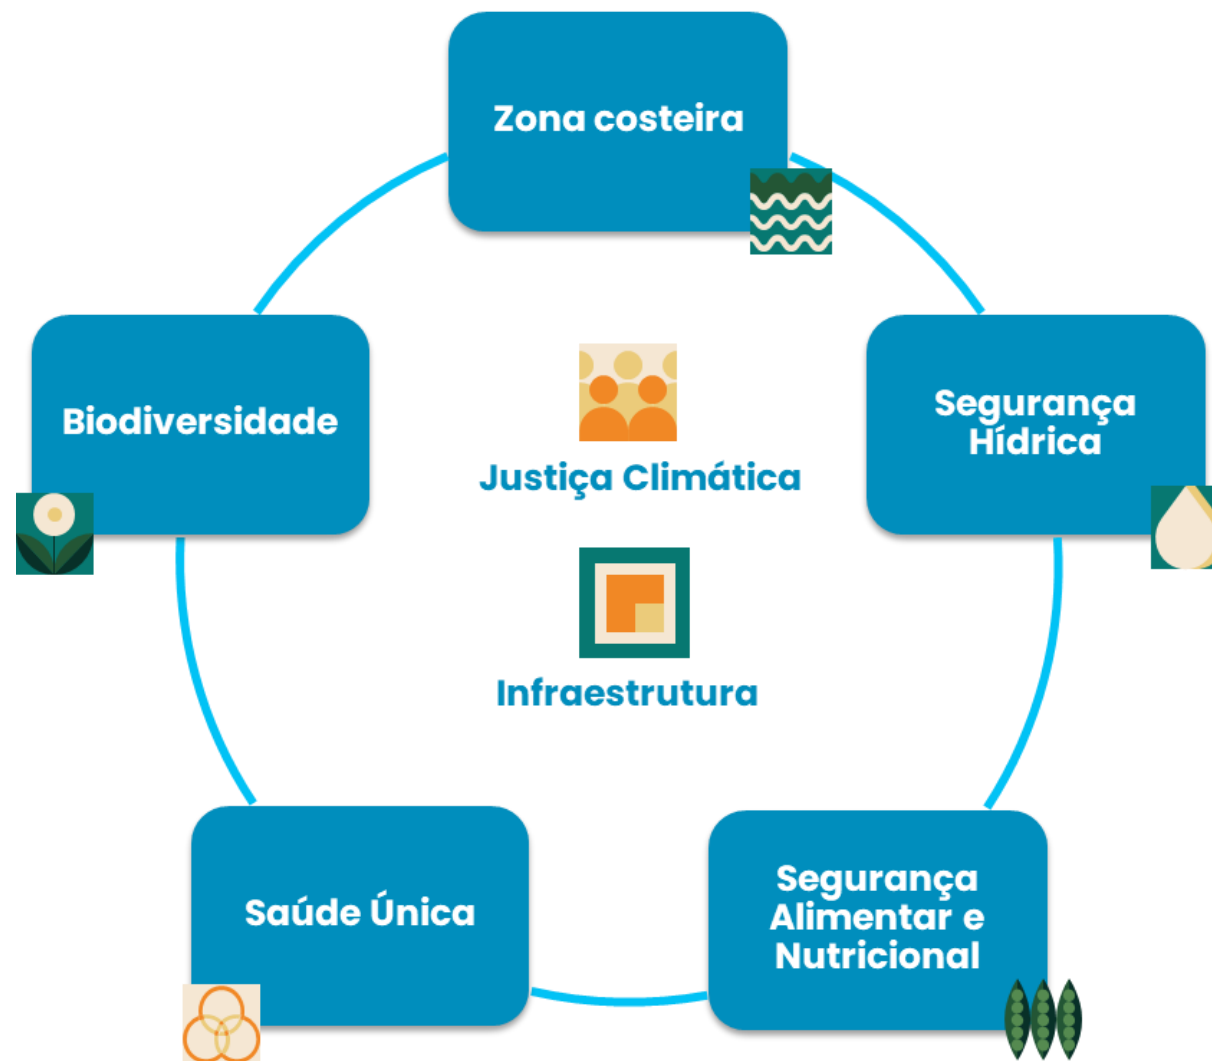 Zona costeira
Biodiversidade
Segurança
Hídrica
Justiça Climática
Infraestrutura
Saúde Única
Segurança
Alimentar e
Nutricional